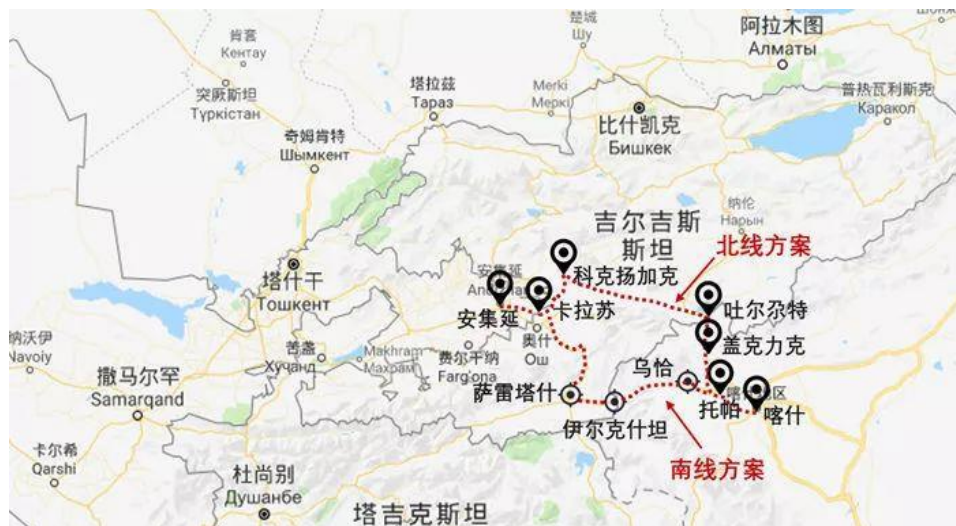 楚城
Шу
阿拉木图
Алматы
肯套
Кентау
塔拉兹
Тараз
Merki
Меркі
普热瓦利斯克
Каракол
突厥斯坦
Түркістан
比什凯克
Бишкек
奇姆肯特
Шымкент
纳伦
Нарын
吉尔吉斯
斯坦
北线方案
塔什干
Тошкент
安集延
科克扬加克
安集延
卡拉苏
吐尔尕特
盖克力克
奥什
Ош
纳沃伊
Navoiy
苦盏
Хуҷанд
Makhram
Махрам
费尔干纳
Farg'ona
撒马尔罕
Samarqand
萨雷塔什
乌恰
伊尔克什坦
托帕
喀什
南线方案
卡尔希
Qarshi
杜尚别
Душанбе
塔吉克斯坦